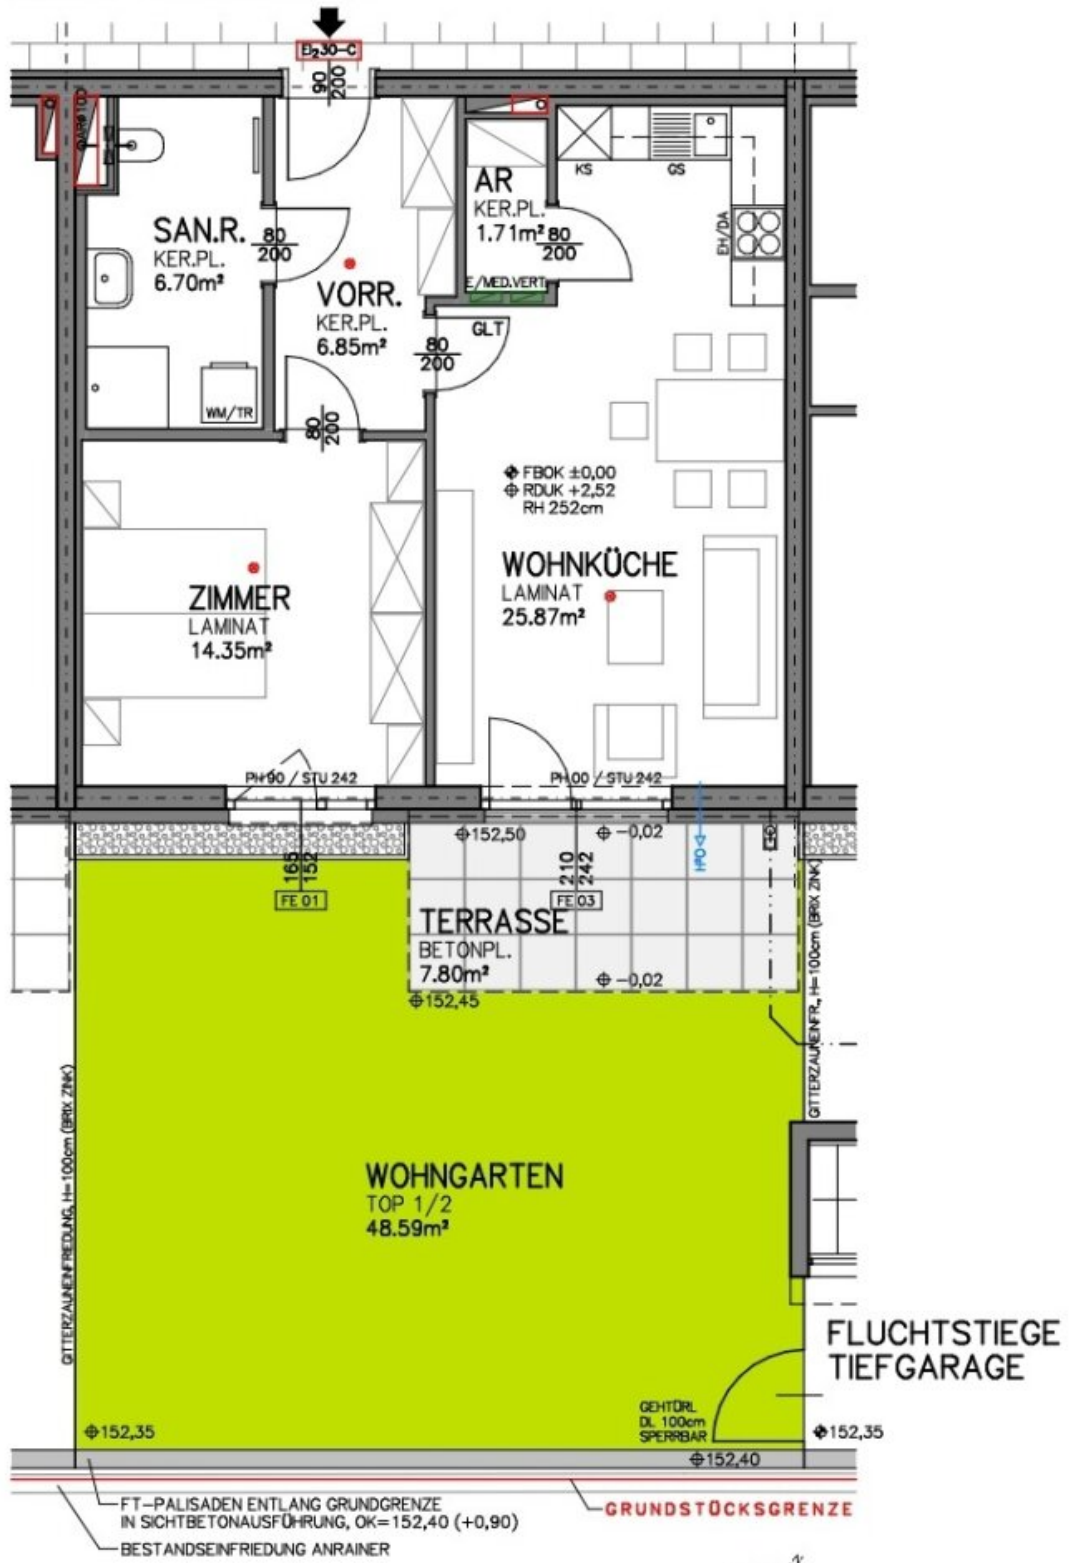 EI₂30-C
90
200
SAN.R.
KER.PL.
6.70m²
80
200
VORR.
KER.PL.
6.85m²
AR
KER.PL.
1.71m²
80
200
E/MED.VERT
KS
GS
EH/DA
GLT
80
200
WM/TR
80
200
FBOK ±0,00
RDUK +2,52
RH 252cm
WOHNKÜCHE
LAMINAT
25.87m²
ZIMMER
LAMINAT
14.35m²
PH 90 / STU 242
PH 00 / STU 242
152,50
-0,02
165
152
FE 01
210
242
FE 03
TERRASSE
BETONPL.
7.80m²
-0,02
152,45
GITTERZAUNEINFR., H=100cm (BRIX ZINK)
GITTERZAUNEINFRIEDUNG, H=100cm (BRIX ZINK)
WOHNGARTEN
TOP 1/2
48.59m²
FLUCHTSTIEGE
TIEFGARAGE
GEHTÜRL
DL 100cm
SPERRBAR
152,35
152,35
152,40
FT-PALISADEN ENTLANG GRUNDGRENZE
IN SICHTBETONAUSFÜHRUNG, OK=152,40 (+0,90)
GRUNDSTÜCKSGRENZE
BESTANDSEINFRIEDUNG ANRAINER